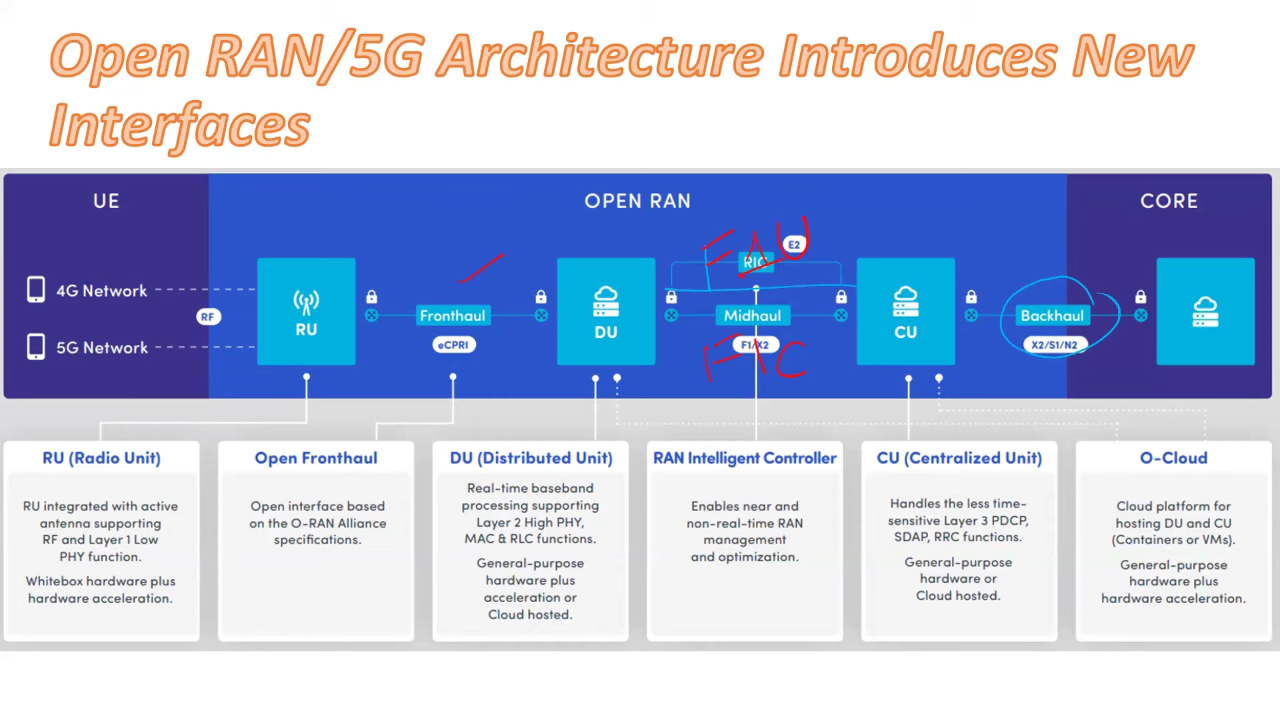 Open RAN/5G Architecture Introduces New
Interfaces
UE
OPEN RAN
CORE
E2
RIC
4G Network
5G Network
RF
RU
Fronthaul
eCPRI
DU
Midhaul
F1/X2
CU
Backhaul
X2/S1/N2
RU (Radio Unit)
RU integrated with active
antenna supporting
RF and Layer 1 Low
PHY function.
Whitebox hardware plus
hardware acceleration.
Open Fronthaul
Open interface based
on the O-RAN Alliance
specifications.
DU (Distributed Unit)
Real-time baseband
processing supporting
Layer 2 High PHY,
MAC & RLC functions.
General-purpose
hardware plus
acceleration or
Cloud hosted.
RAN Intelligent Controller
Enables near and
non-real-time RAN
management
and optimization.
CU (Centralized Unit)
Handles the less time-
sensitive Layer 3 PDCP,
SDAP, RRC functions.
General-purpose
hardware or
Cloud hosted.
O-Cloud
Cloud platform for
hosting DU and CU
(Containers or VMs).
General-purpose
hardware plus
hardware acceleration.